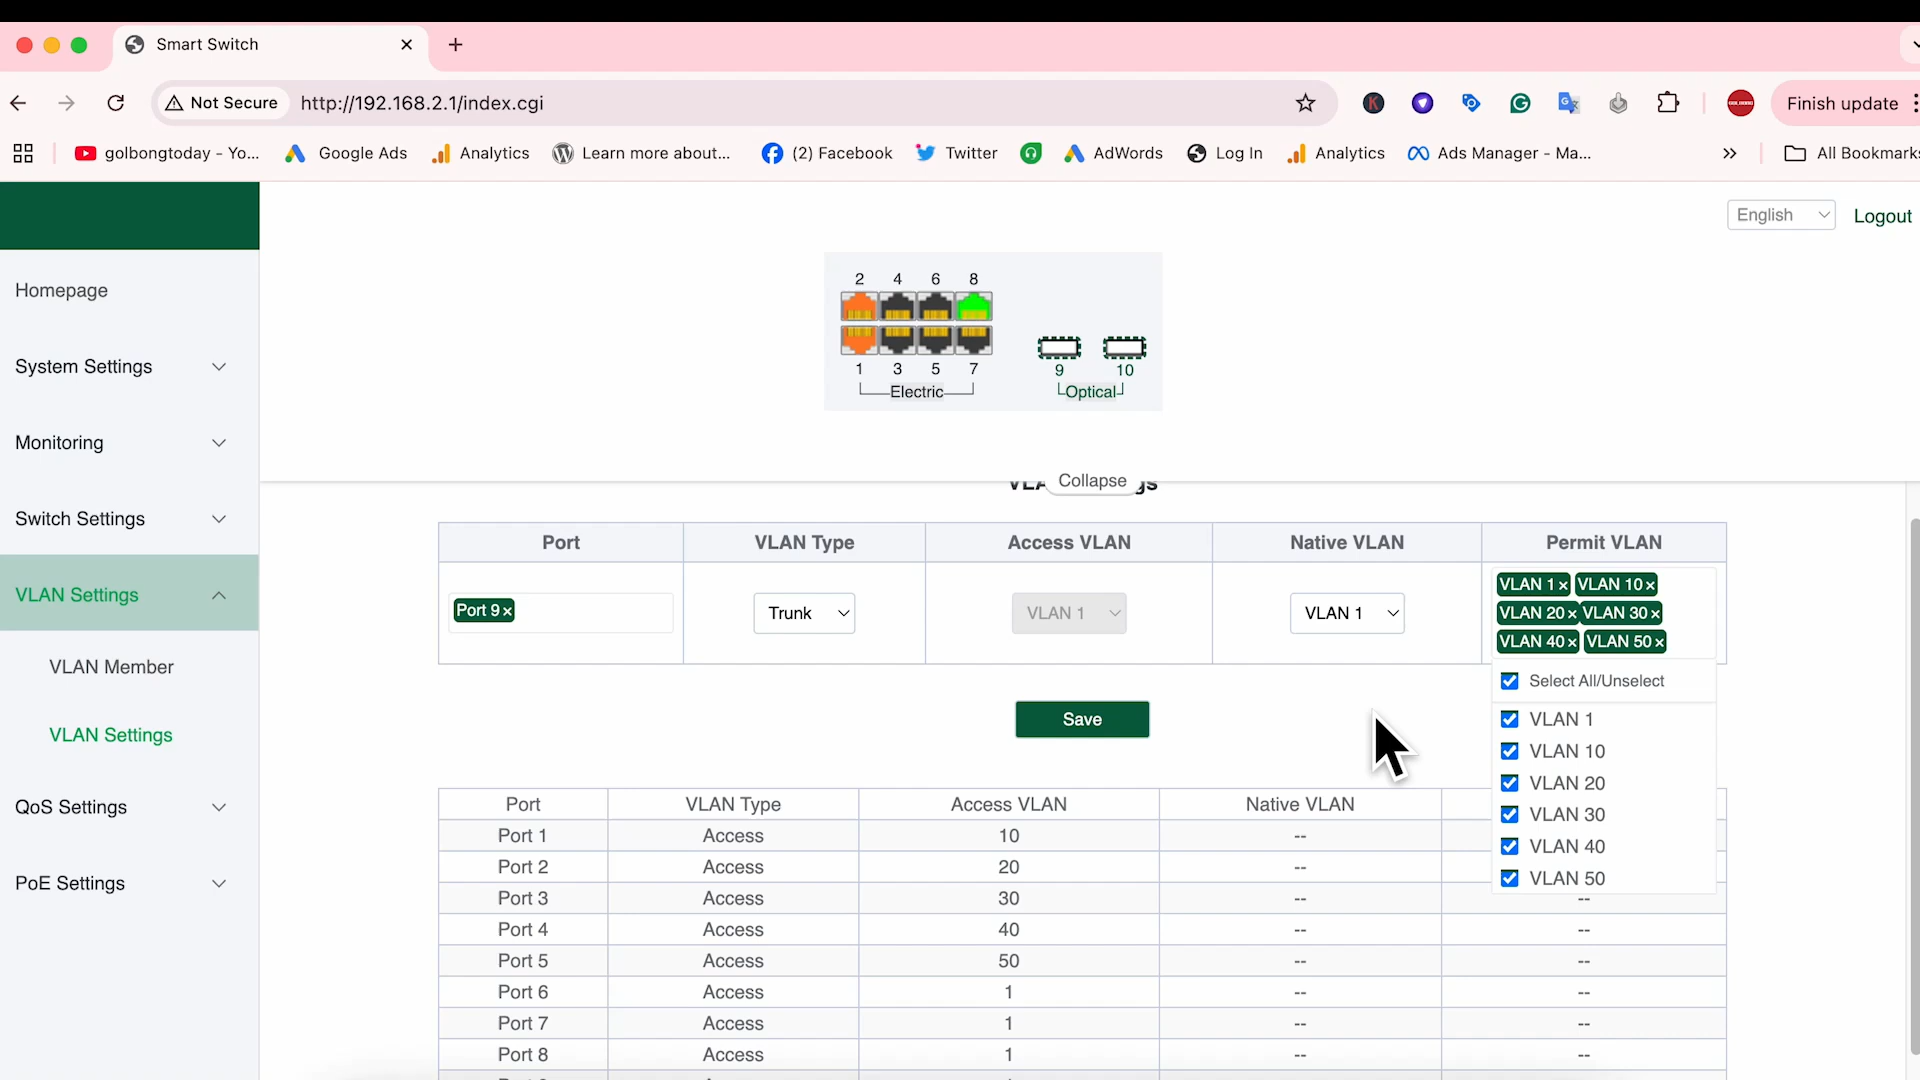 Smart Switch
Not Secure http://192.168.2.1/index.cgi
Finish update
golbongtoday - Yo... Google Ads Analytics Learn more about... (2) Facebook Twitter AdWords Log In Analytics Ads Manager - Ma... All Bookmarks
English Logout
Homepage
System Settings
Monitoring
Switch Settings
VLAN Settings
VLAN Member
VLAN Settings
QoS Settings
PoE Settings
2 4 6 8
1 3 5 7 9 10
Electric Optical
Collapse
Port VLAN Type Access VLAN Native VLAN Permit VLAN
Port 9× Trunk VLAN 1 VLAN 1
VLAN 1× VLAN 10×
VLAN 20× VLAN 30×
VLAN 40× VLAN 50×
Select All/Unselect
VLAN 1
VLAN 10
VLAN 20
VLAN 30
VLAN 40
VLAN 50
Save
Port VLAN Type Access VLAN Native VLAN
Port 1 Access 10 --
Port 2 Access 20 --
Port 3 Access 30 -- --
Port 4 Access 40 -- --
Port 5 Access 50 -- --
Port 6 Access 1 -- --
Port 7 Access 1 -- --
Port 8 Access 1 -- --